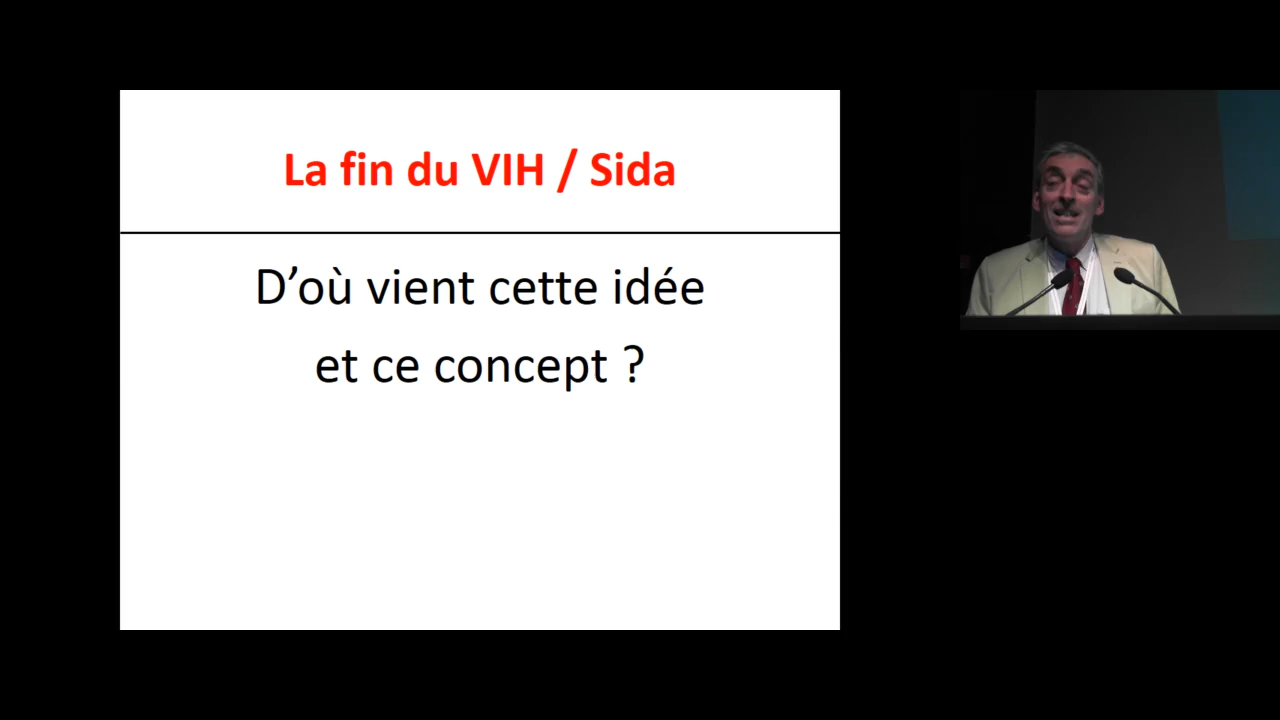 La fin du VIH / Sida
D’où vient cette idée
et ce concept ?